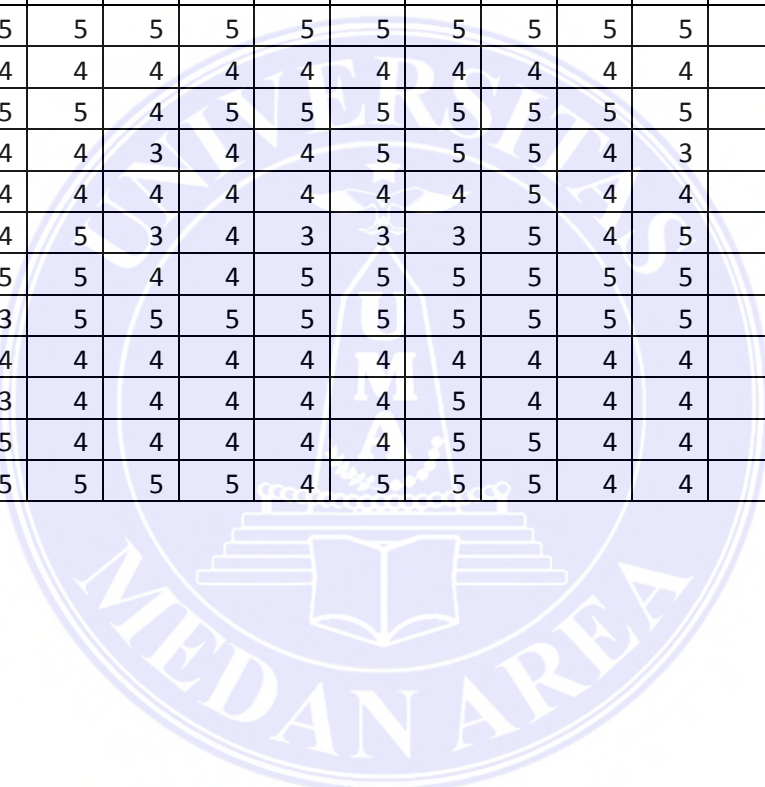 5 5 5 5 5 5 5 5 5 5
4 4 4 4 4 4 4 4 4 4
5 5 4 5 5 5 5 5 5 5
4 4 3 4 4 5 5 5 4 3
4 4 4 4 4 4 4 5 4 4
4 5 3 4 3 3 3 5 4 5
5 5 4 4 5 5 5 5 5 5
3 5 5 5 5 5 5 5 5 5
4 4 4 4 4 4 4 4 4 4
3 4 4 4 4 4 5 4 4 4
5 4 4 4 4 4 5 5 4 4
5 5 5 5 4 5 5 5 4 4
UNIVERSITAS
UMA
MEDAN AREA